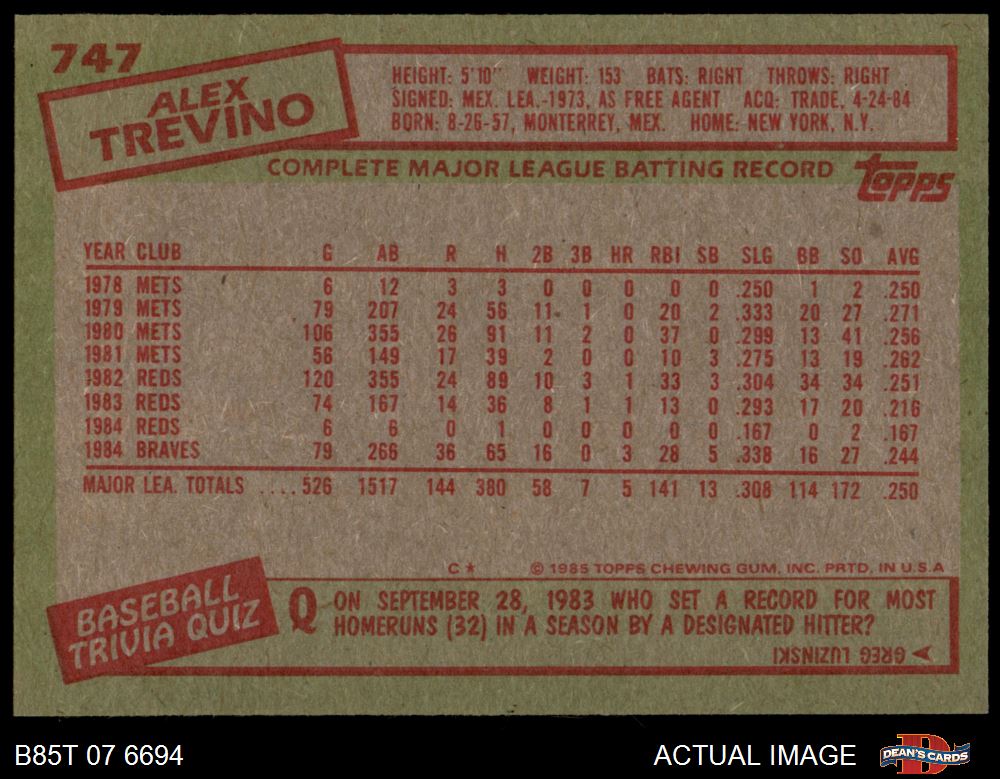 747
ALEX
TREVINO
HEIGHT: 5'10" WEIGHT: 153 BATS: RIGHT THROWS: RIGHT
SIGNED: MEX. LEA.-1973, AS FREE AGENT ACQ: TRADE, 4-24-84
BORN: 8-26-57, MONTERREY, MEX. HOME: NEW YORK, N.Y.
COMPLETE MAJOR LEAGUE BATTING RECORD
topps
YEAR CLUB G AB R H 2B 3B HR RBI SB SLG BB SO AVG
1978 METS 6 12 3 3 0 0 0 0 0 .250 1 2 .250
1979 METS 79 207 24 56 11 1 0 20 2 .333 20 27 .271
1980 METS 106 355 26 91 11 2 0 37 0 .299 13 41 .256
1981 METS 56 149 17 39 2 0 0 10 3 .275 13 19 .262
1982 REDS 120 355 24 89 10 3 1 33 3 .304 34 34 .251
1983 REDS 74 167 14 36 8 1 1 13 0 .293 17 20 .216
1984 REDS 6 6 0 1 0 0 0 0 0 .167 0 2 .167
1984 BRAVES 79 266 36 65 16 0 3 28 5 .338 16 27 .244
MAJOR LEA. TOTALS .... 526 1517 144 380 58 7 5 141 13 .308 114 172 .250
C★ © 1985 TOPPS CHEWING GUM, INC. PRTD. IN U.S.A
BASEBALL
TRIVIA QUIZ
Q ON SEPTEMBER 28, 1983 WHO SET A RECORD FOR MOST
HOMERUNS (32) IN A SEASON BY A DESIGNATED HITTER?
GREG LUZINSKI
B85T 07 6694 ACTUAL IMAGE DEAN'S CARDS